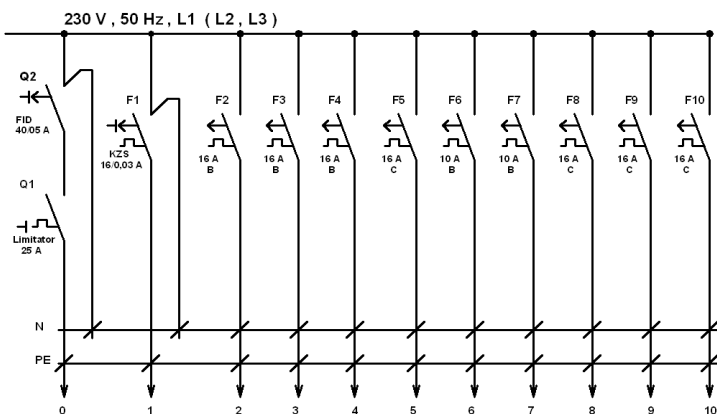 230 V , 50 Hz , L1 ( L2 , L3 )
Q2
FID
40/05 A
Q1
Limitator
25 A
F1
KZS
16/0,03 A
F2
16 A
B
F3
16 A
B
F4
16 A
B
F5
16 A
C
F6
10 A
B
F7
10 A
B
F8
16 A
C
F9
16 A
C
F10
16 A
C
N
PE
0 1 2 3 4 5 6 7 8 9 10